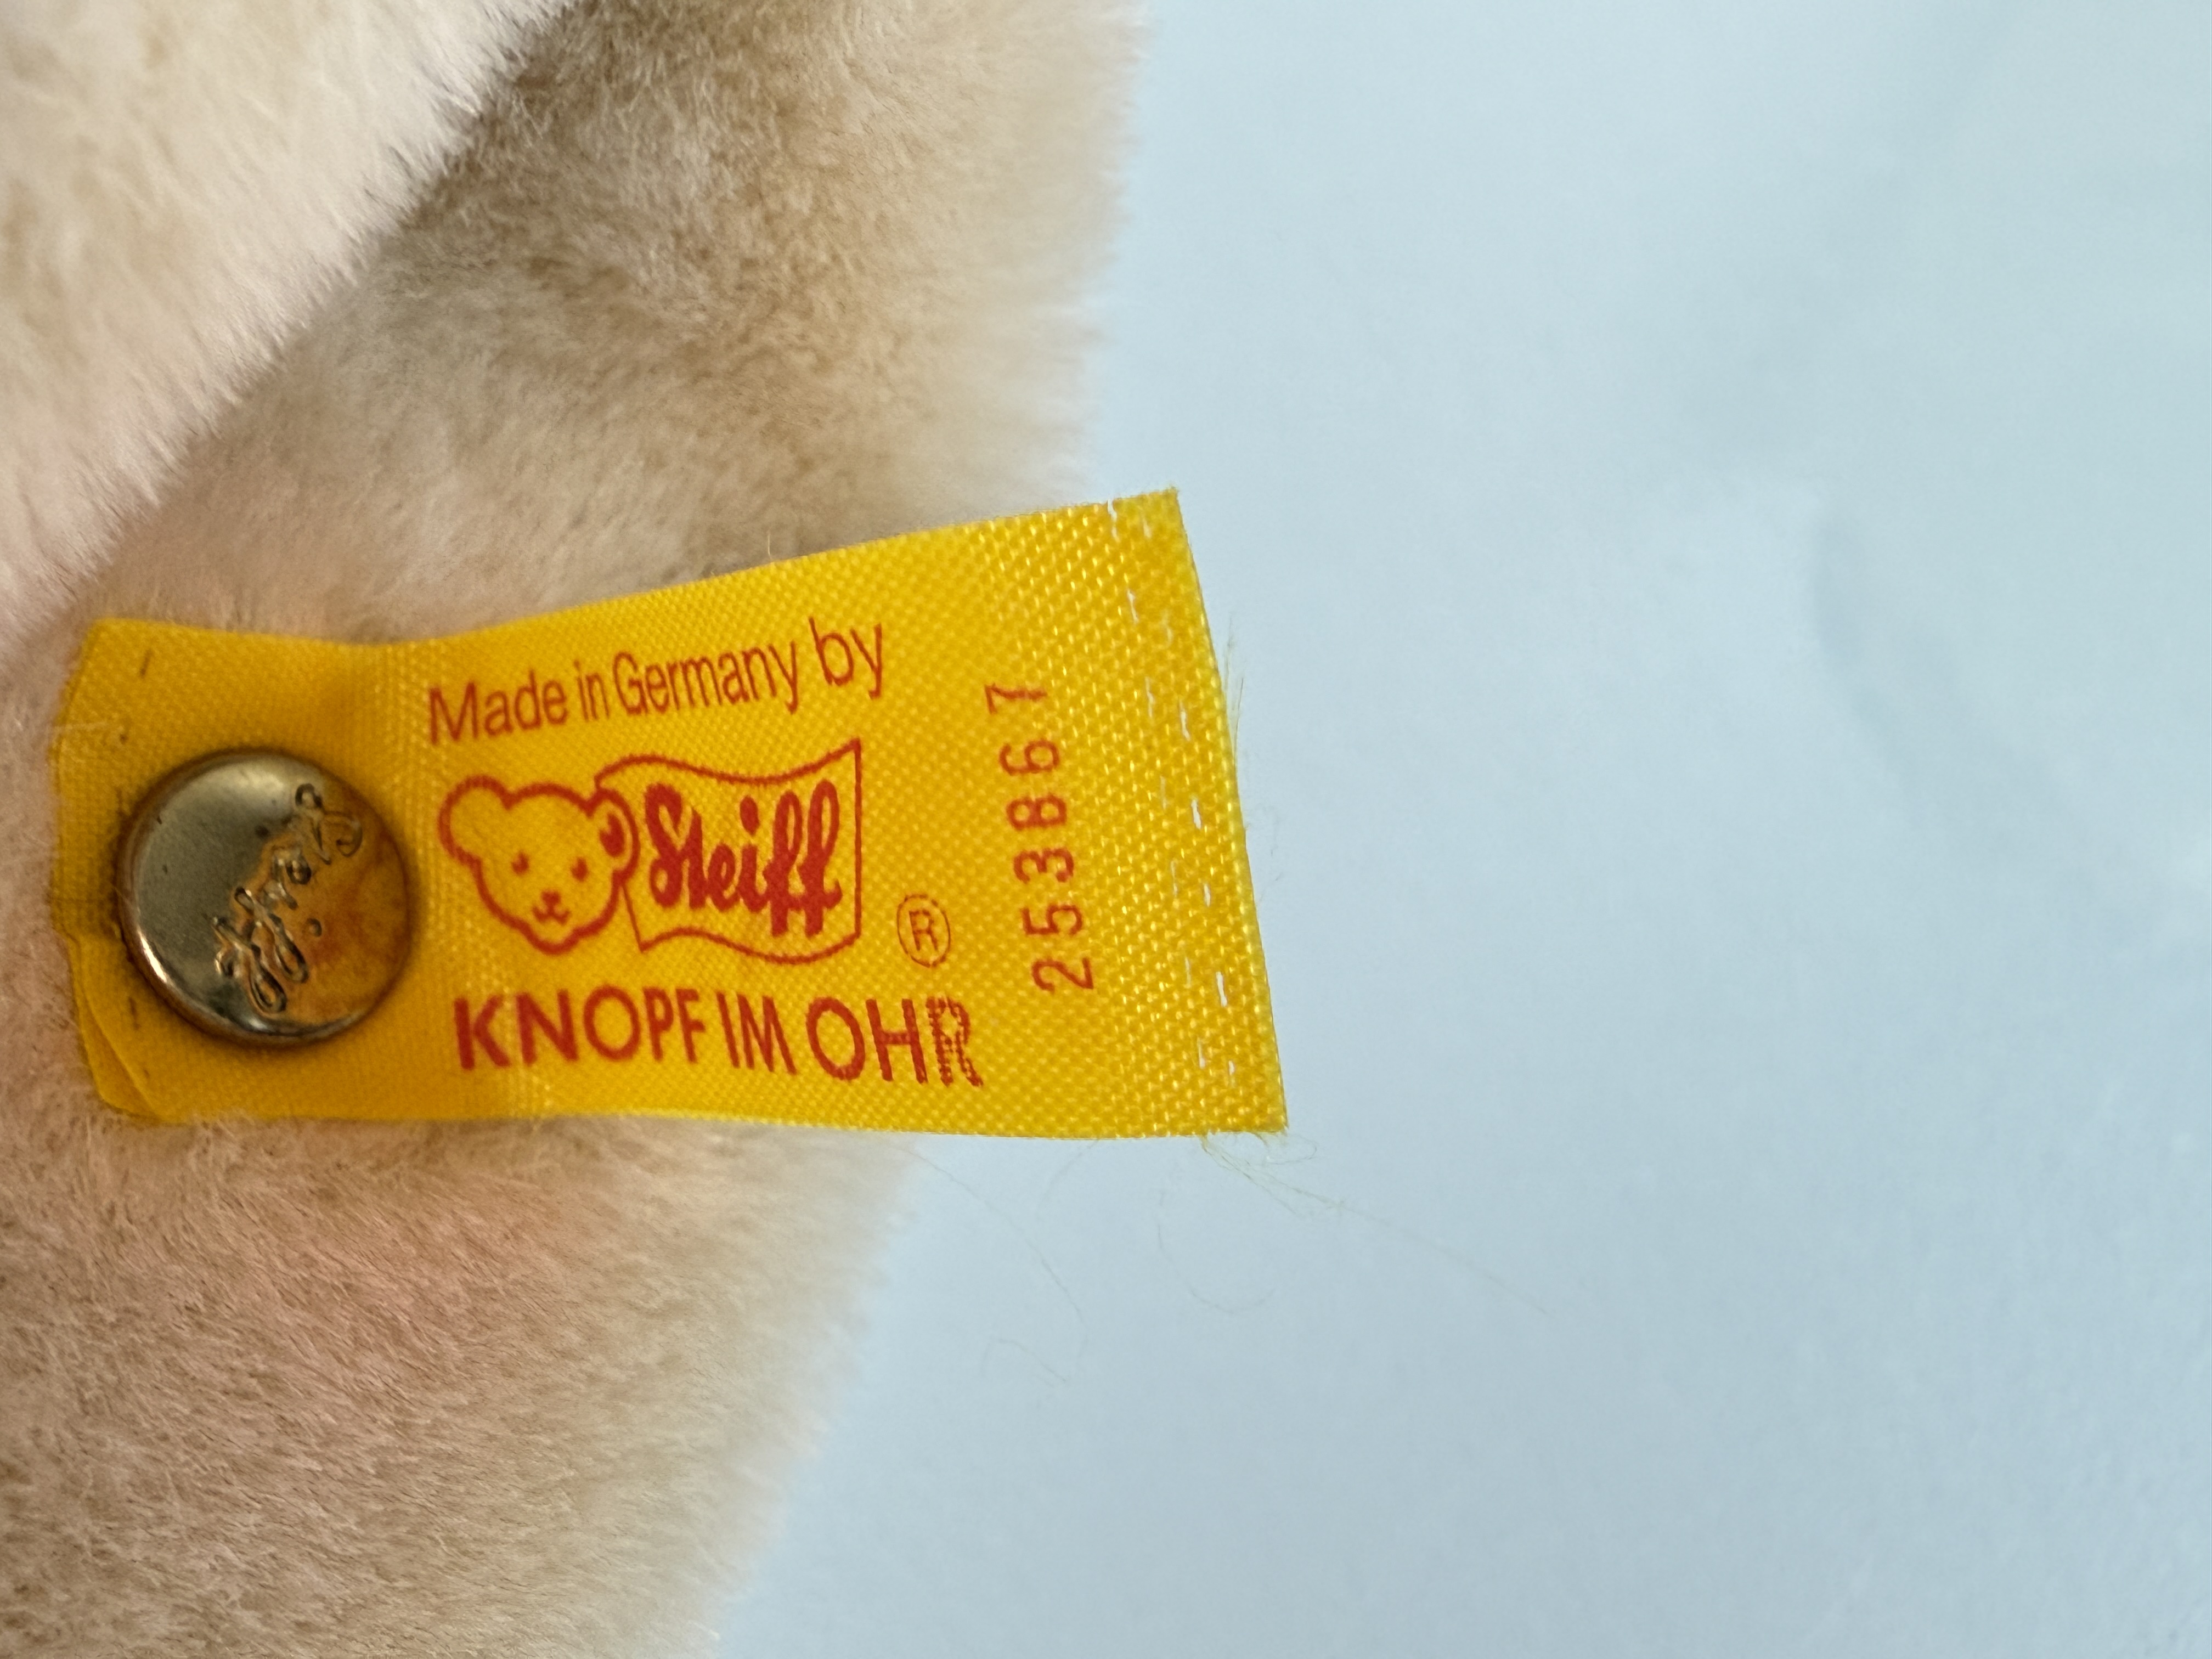 Steiff
Made in Germany by
Steiff
®
KNOPF IM OHR
253867